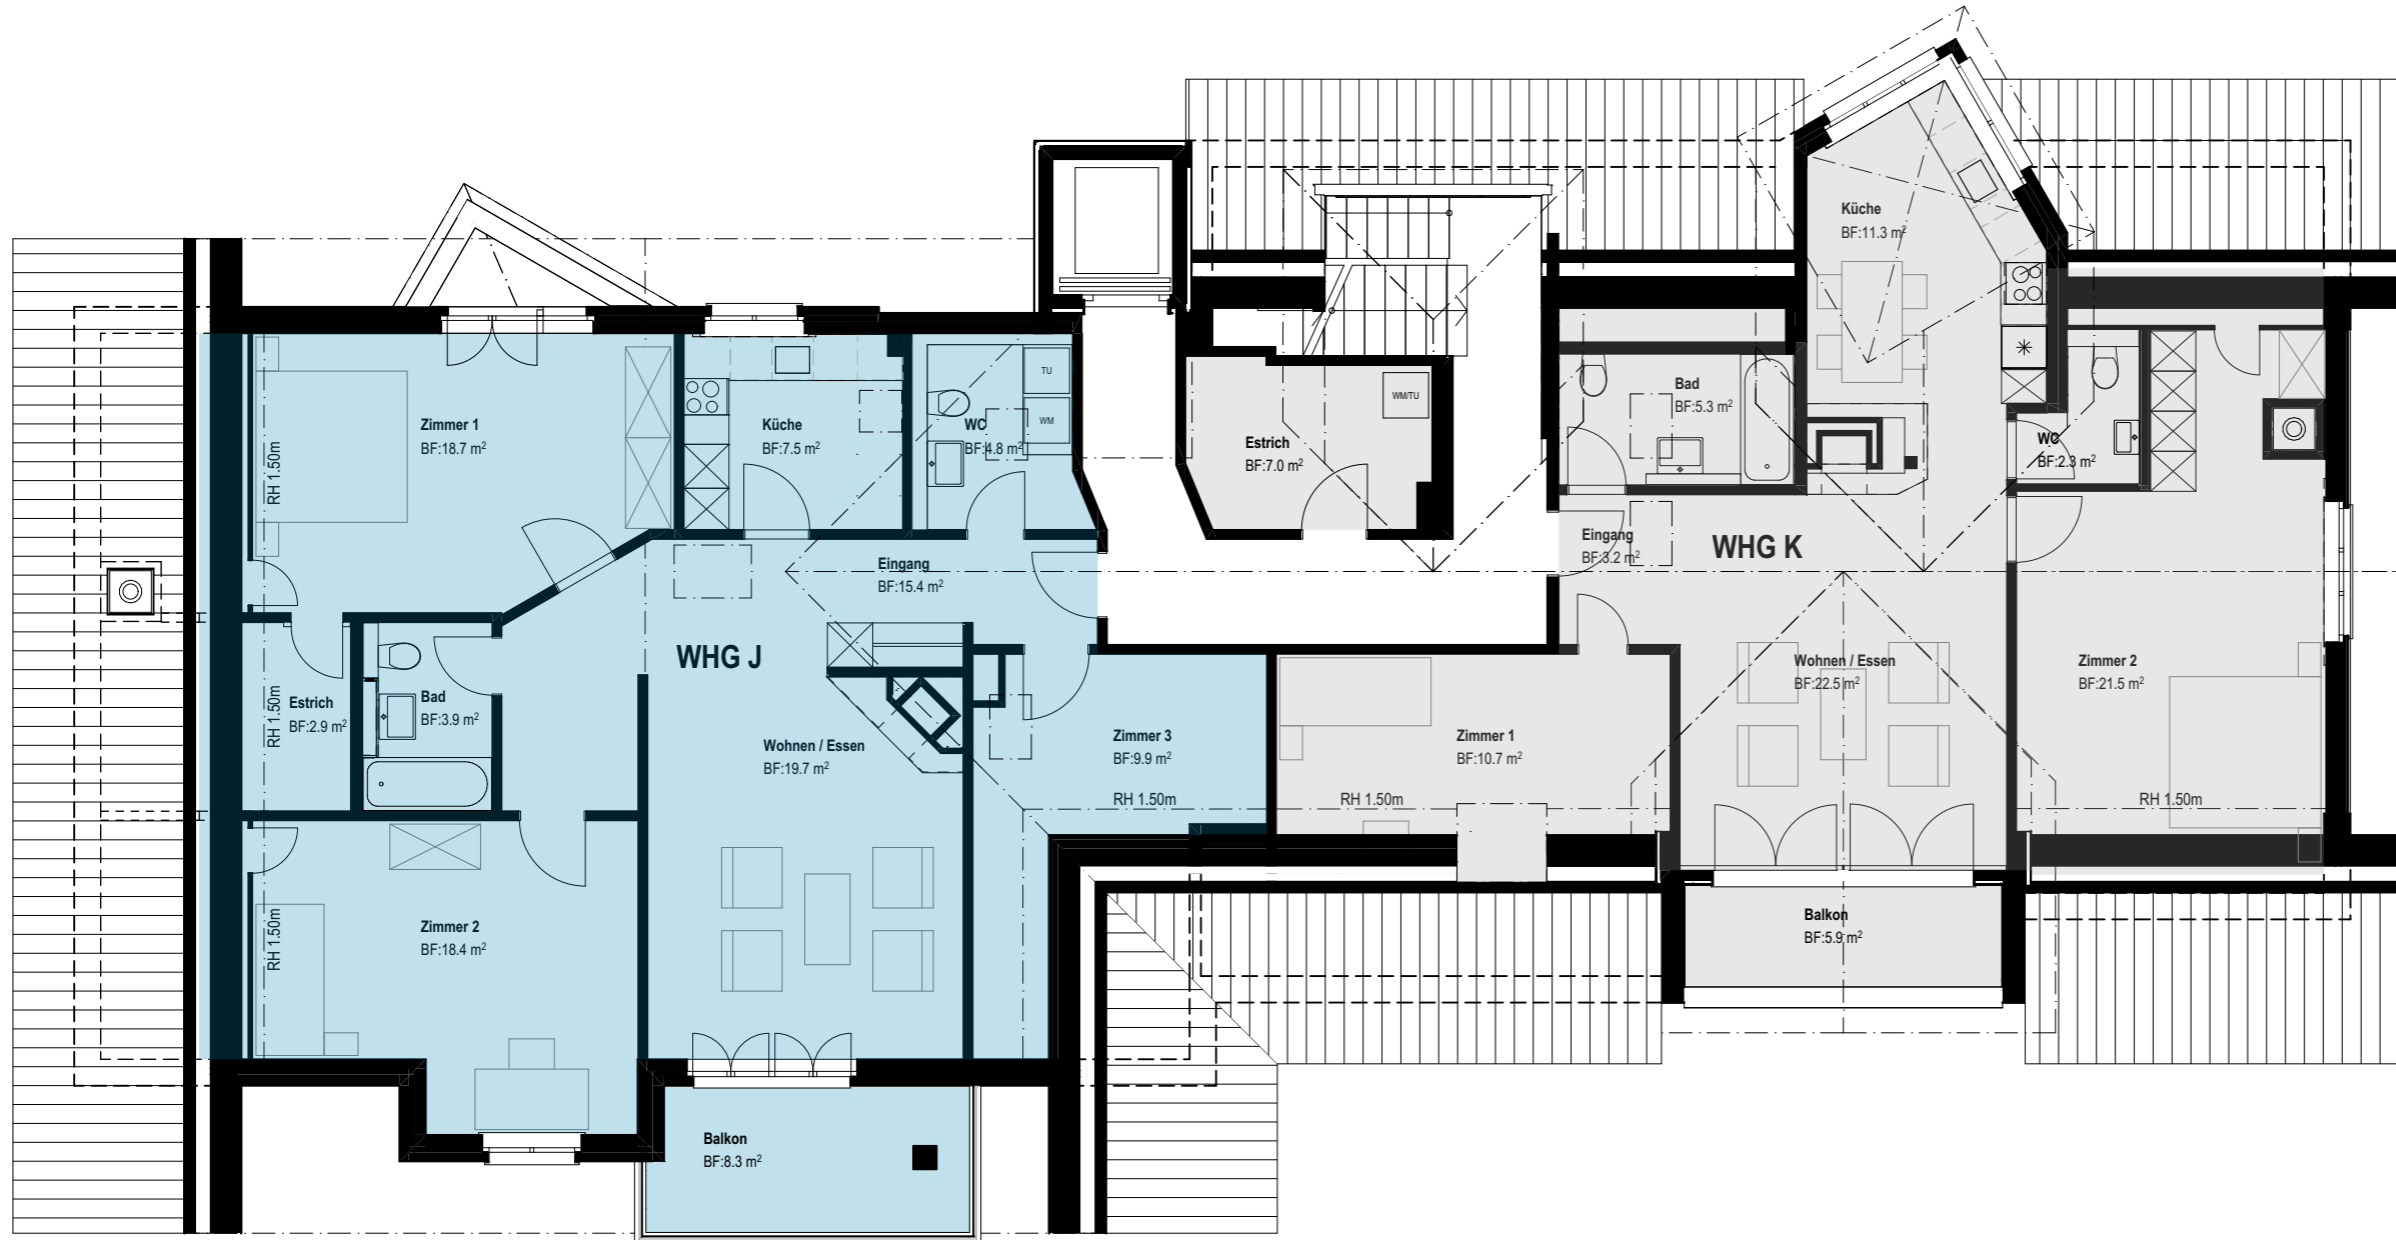 Zimmer 1
BF:18.7 m²
RH 1.50m
Küche
BF:7.5 m²
WC
BF:4.8 m²
TU
WM
Eingang
BF:15.4 m²
WHG J
Estrich
BF:2.9 m²
RH 1.50m
Bad
BF:3.9 m²
Wohnen / Essen
BF:19.7 m²
Zimmer 3
BF:9.9 m²
RH 1.50m
Zimmer 2
BF:18.4 m²
RH 1.50m
Balkon
BF:8.3 m²
Estrich
BF:7.0 m²
WM/TU
Küche
BF:11.3 m²
Bad
BF:5.3 m²
WC
BF:2.3 m²
Eingang
BF:3.2 m²
WHG K
Wohnen / Essen
BF:22.5 m²
Zimmer 2
BF:21.5 m²
RH 1.50m
Zimmer 1
BF:10.7 m²
RH 1.50m
Balkon
BF:5.9 m²